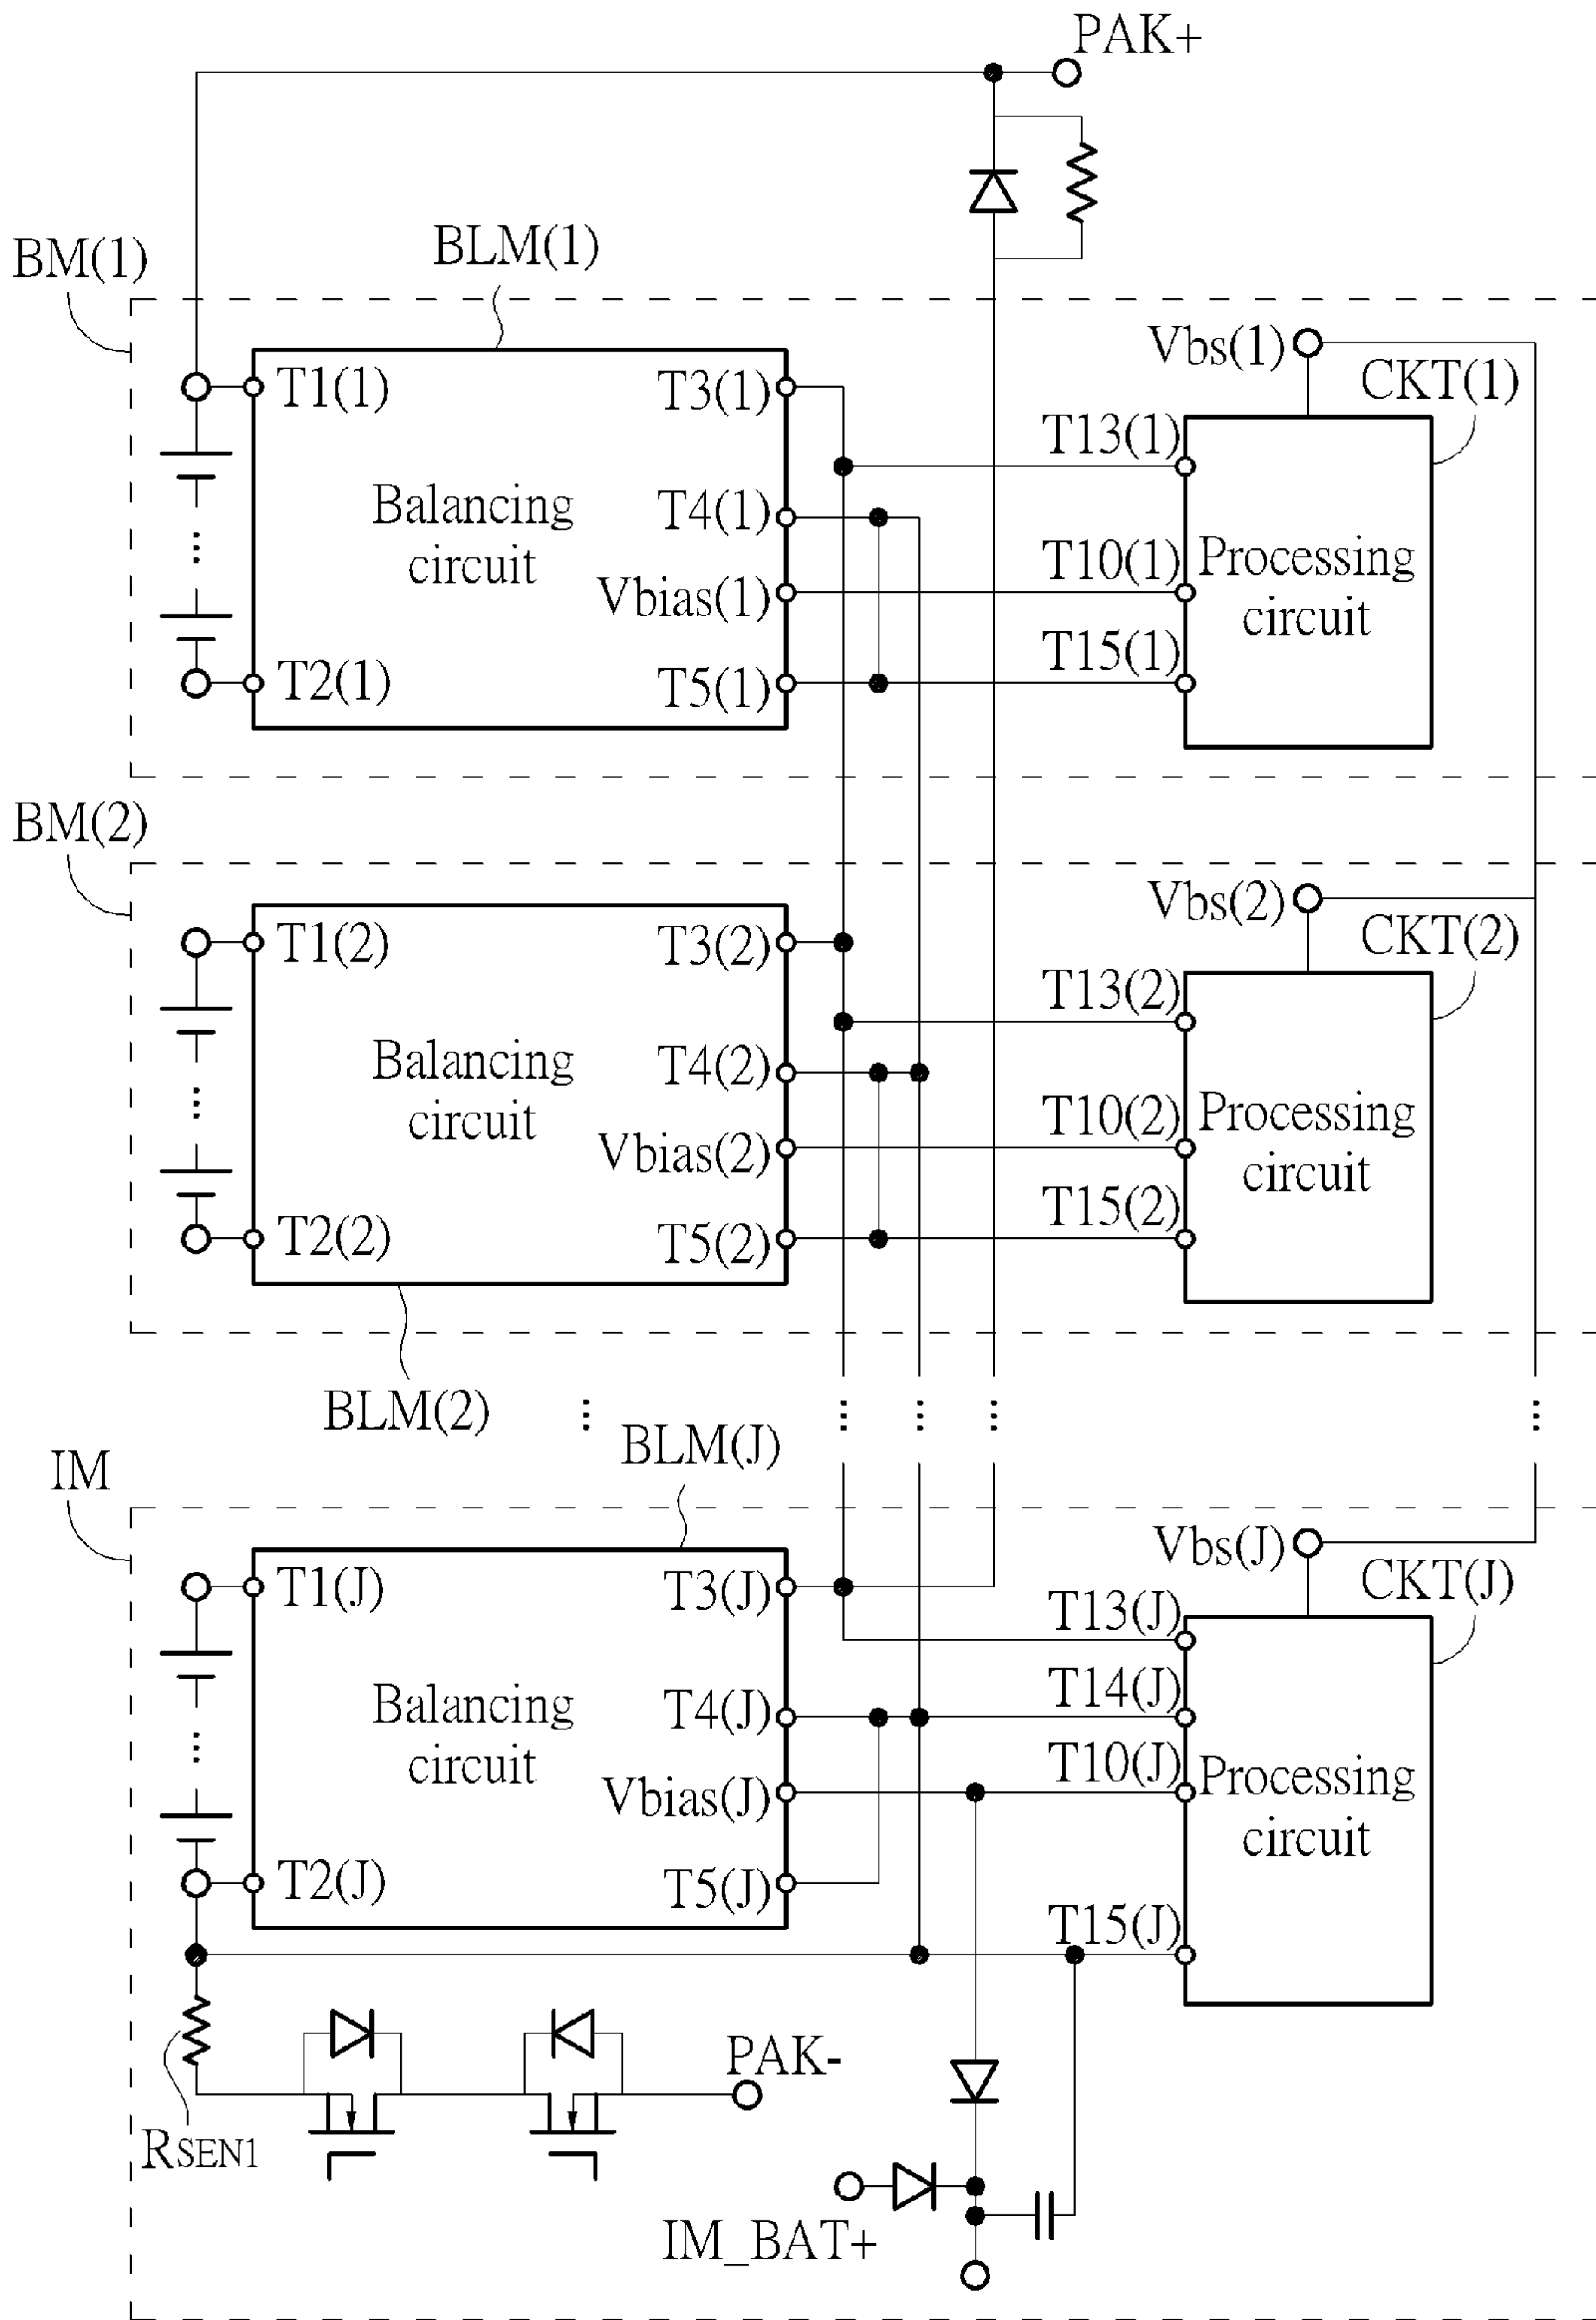 PAK+
BM(1)
BLM(1)
T1(1)
T3(1)
Balancing
circuit
T4(1)
Vbias(1)
T2(1)
T5(1)
Vbs(1)
CKT(1)
T13(1)
T10(1)
Processing
circuit
T15(1)
BM(2)
T1(2)
T3(2)
Balancing
circuit
T4(2)
Vbias(2)
T2(2)
T5(2)
BLM(2)
Vbs(2)
CKT(2)
T13(2)
T10(2)
Processing
circuit
T15(2)
...
...
...
...
...
IM
BLM(J)
T1(J)
T3(J)
Balancing
circuit
T4(J)
Vbias(J)
T2(J)
T5(J)
Vbs(J)
CKT(J)
T13(J)
T14(J)
T10(J)
Processing
circuit
T15(J)
RSEN1
PAK-
IM_BAT+